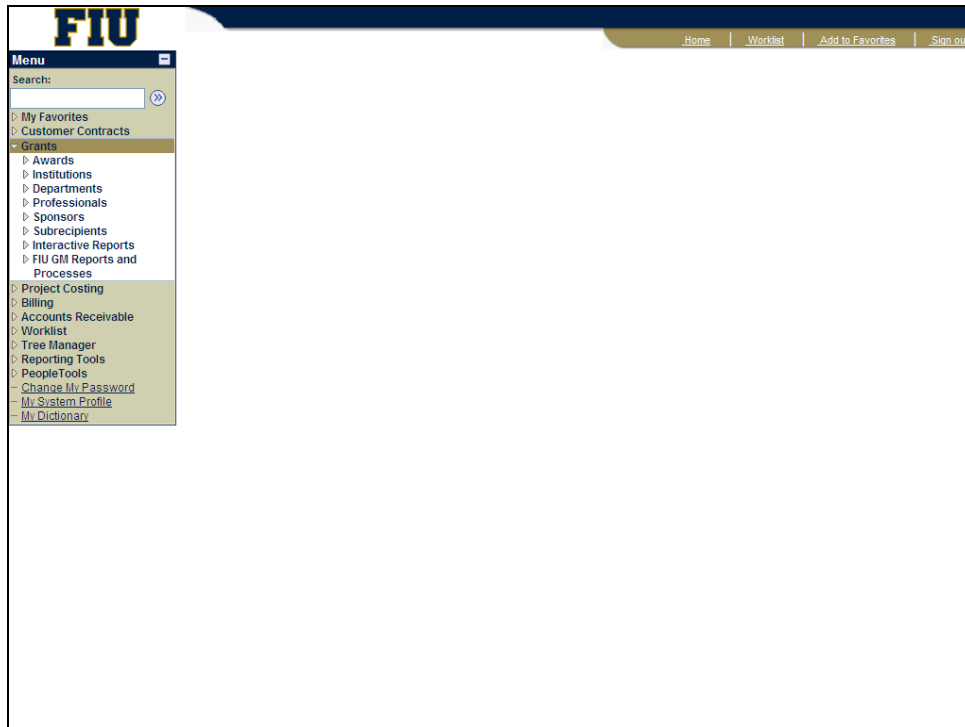 FIU
Home Worklist Add to Favorites Sign ou
Menu
Search:
My Favorites
Customer Contracts
Grants
Awards
Institutions
Departments
Professionals
Sponsors
Subrecipients
Interactive Reports
FIU GM Reports and
Processes
Project Costing
Billing
Accounts Receivable
Worklist
Tree Manager
Reporting Tools
PeopleTools
Change My Password
My System Profile
My Dictionary